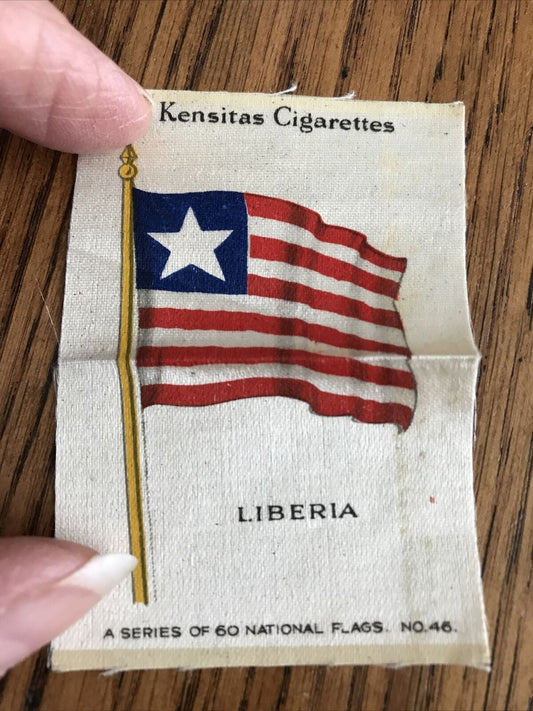 Kensitas Cigarettes
LIBERIA
A SERIES OF 60 NATIONAL FLAGS. NO.46.